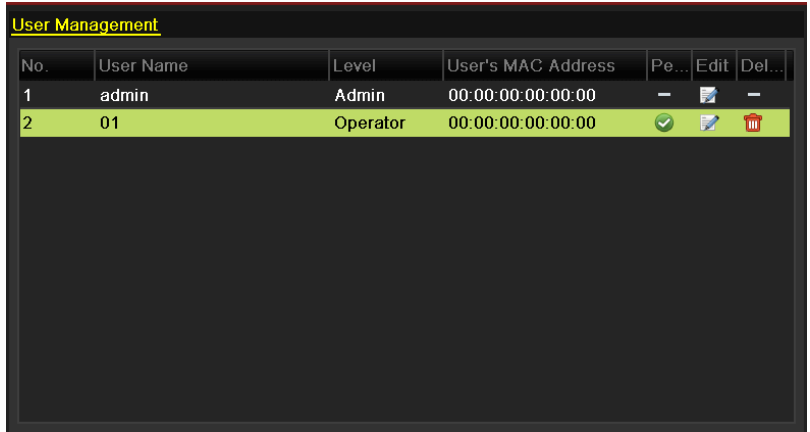 User Management
No. User Name Level User's MAC Address Pe... Edit Del...
1 admin Admin 00:00:00:00:00:00 –
2 01 Operator 00:00:00:00:00:00